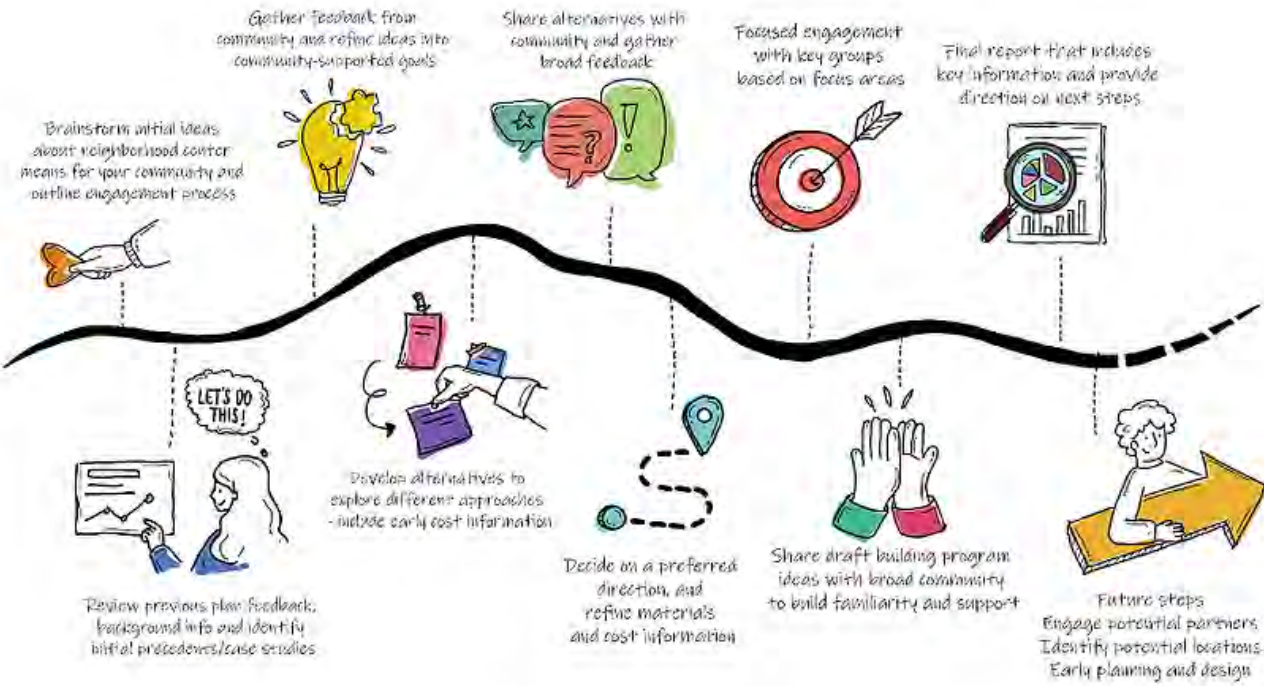 Brainstorm initial ideas
about neighborhood center
means for your community and
outline engagement process
LET'S DO
THIS!
Review previous plan feedback,
background info and identify
initial precedents/case studies
Gather feedback from
community and refine ideas into
community-supported goals
Develop alternatives to
explore different approaches
- include early cost information
Share alternatives with
community and gather
broad feedback
?
!
Decide on a preferred
direction, and
refine materials
and cost information
Focused engagement
with key groups
based on focus areas
Share draft building program
ideas with broad community
to build familiarity and support
Final report that includes
key information and provide
direction on next steps
Future steps
Engage potential partners
Identify potential locations
Early planning and design